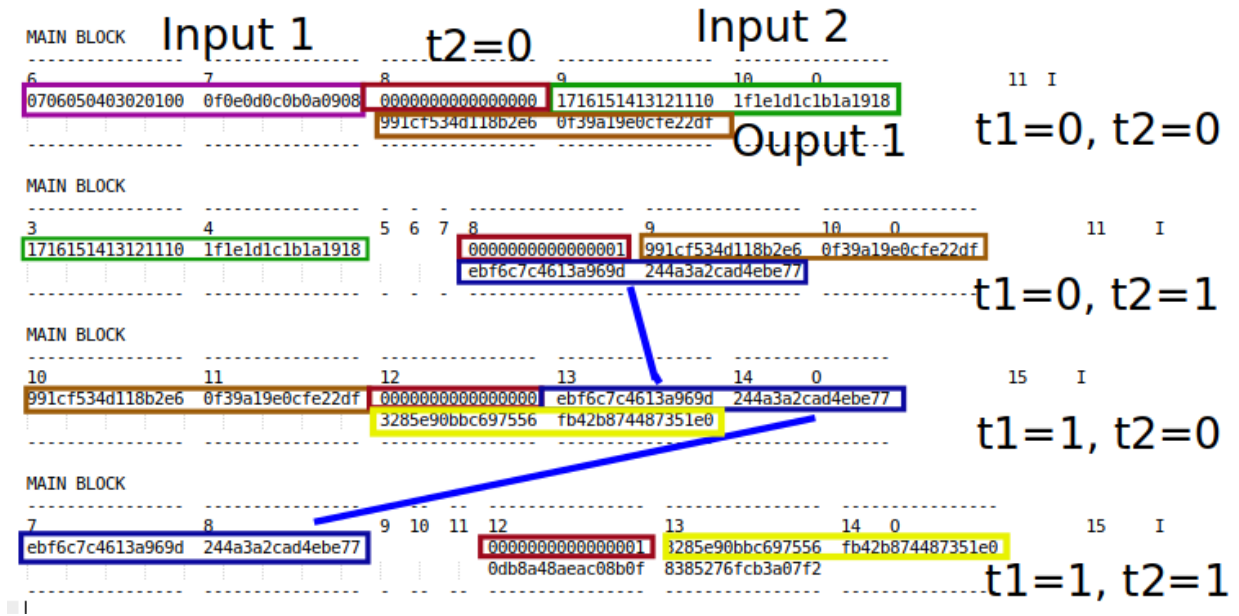 MAIN BLOCK Input 1 t2=0 Input 2
---------------- ---------------- ---------------- ---------------- ----------------
6 7 8 9 10 O 11 I
0706050403020100 0f0e0d0c0b0a0908 0000000000000000 1716151413121110 1f1e1d1c1b1a1918
991cf534d118b2e6 0f39a19e0cfe22df
Ouput 1 t1=0, t2=0
---------------- ---------------- ---------------- ---------------- ----------------
MAIN BLOCK
---------------- ---------------- - - - ---------------- ---------------- ----------------
3 4 5 6 7 8 9 10 O 11 I
1716151413121110 1f1e1d1c1b1a1918 0000000000000001 991cf534d118b2e6 0f39a19e0cfe22df
ebf6c7c4613a969d 244a3a2cad4ebe77
---------------- ---------------- - - - ---------------- ---------------- ----------------
t1=0, t2=1
MAIN BLOCK
---------------- ---------------- ---------------- ---------------- ----------------
10 11 12 13 14 O 15 I
991cf534d118b2e6 0f39a19e0cfe22df 0000000000000000 ebf6c7c4613a969d 244a3a2cad4ebe77
3285e90bbc697556 fb42b874487351e0
t1=1, t2=0
---------------- ---------------- ---------------- ---------------- ----------------
MAIN BLOCK
---------------- ---------------- - -- -- ---------------- ---------------- ----------------
7 8 9 10 11 12 13 14 O 15 I
ebf6c7c4613a969d 244a3a2cad4ebe77 0000000000000001 3285e90bbc697556 fb42b874487351e0
0db8a48aeac08b0f 8385276fcb3a07f2
t1=1, t2=1
---------------- ---------------- - -- -- ---------------- ---------------- ----------------